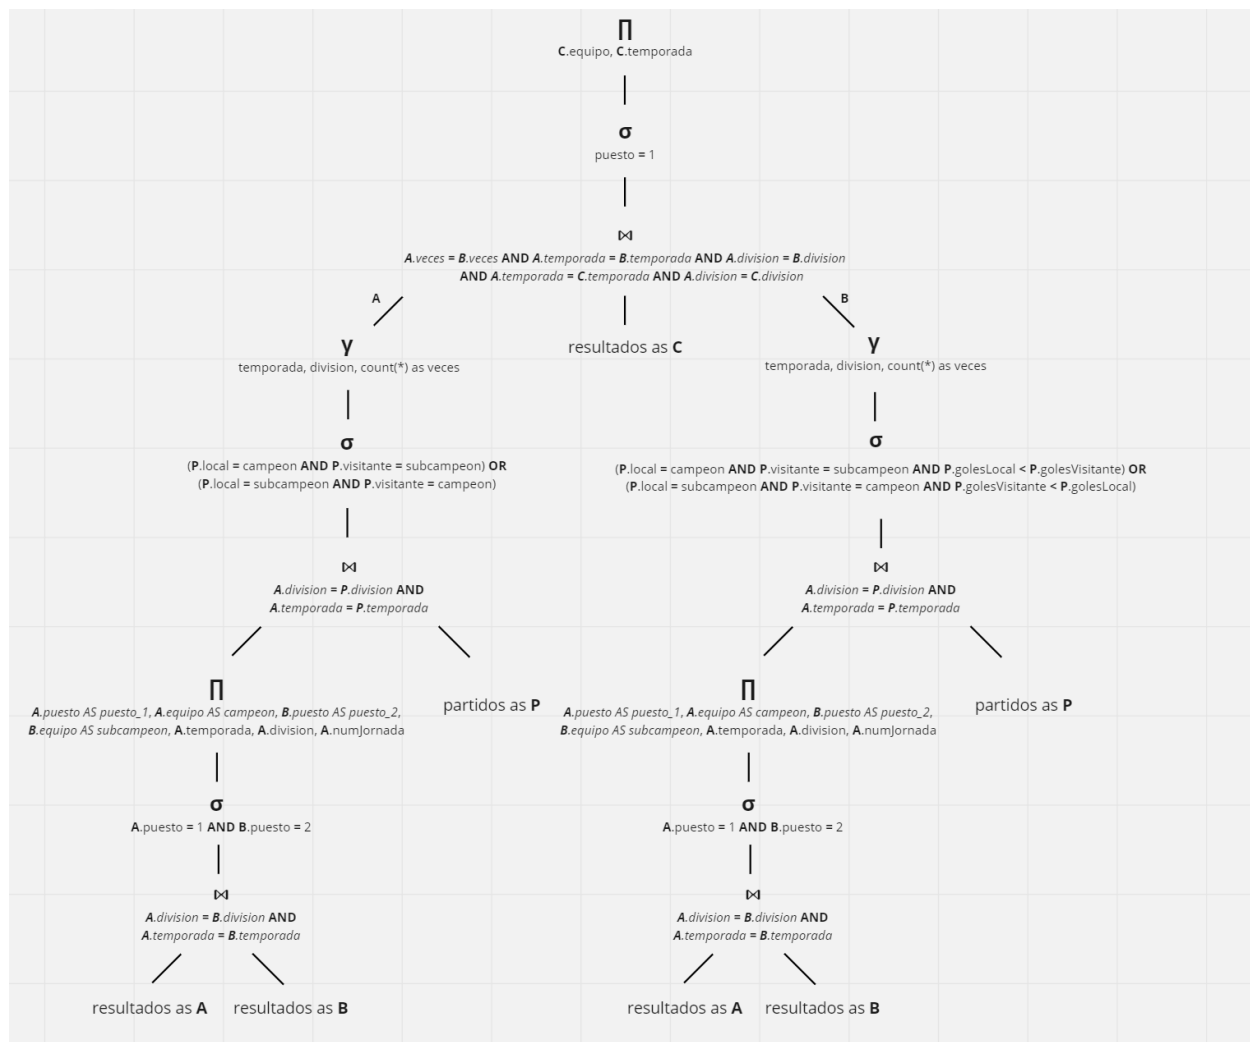 ∏
C.equipo, C.temporada
σ
puesto = 1
⋈
A.veces = B.veces AND A.temporada = B.temporada AND A.division = B.division
AND A.temporada = C.temporada AND A.division = C.division
A
B
γ
temporada, division, count(*) as veces
resultados as C
γ
temporada, division, count(*) as veces
σ
(P.local = campeon AND P.visitante = subcampeon) OR
(P.local = subcampeon AND P.visitante = campeon)
σ
(P.local = campeon AND P.visitante = subcampeon AND P.golesLocal < P.golesVisitante) OR
(P.local = subcampeon AND P.visitante = campeon AND P.golesVisitante < P.golesLocal)
⋈
A.division = P.division AND
A.temporada = P.temporada
⋈
A.division = P.division AND
A.temporada = P.temporada
∏
A.puesto AS puesto_1, A.equipo AS campeon, B.puesto AS puesto_2,
B.equipo AS subcampeon, A.temporada, A.division, A.numJornada
partidos as P
∏
A.puesto AS puesto_1, A.equipo AS campeon, B.puesto AS puesto_2,
B.equipo AS subcampeon, A.temporada, A.division, A.numJornada
partidos as P
σ
A.puesto = 1 AND B.puesto = 2
σ
A.puesto = 1 AND B.puesto = 2
⋈
A.division = B.division AND
A.temporada = B.temporada
⋈
A.division = B.division AND
A.temporada = B.temporada
resultados as A
resultados as B
resultados as A
resultados as B